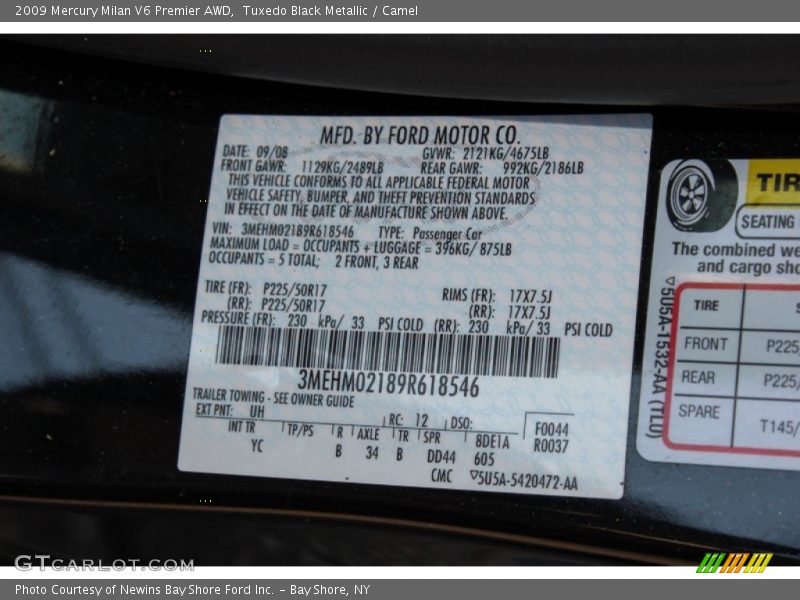 2009 Mercury Milan V6 Premier AWD, Tuxedo Black Metallic / Camel
MFD. BY FORD MOTOR CO.
DATE: 09/08 GVWR: 2121KG/4675LB
FRONT GAWR: 1129KG/2489LB REAR GAWR: 992KG/2186LB
THIS VEHICLE CONFORMS TO ALL APPLICABLE FEDERAL MOTOR
VEHICLE SAFETY, BUMPER, AND THEFT PREVENTION STANDARDS
IN EFFECT ON THE DATE OF MANUFACTURE SHOWN ABOVE.
VIN: 3MEHM02189R618546 TYPE: Passenger Car
MAXIMUM LOAD = OCCUPANTS + LUGGAGE = 396KG/ 875LB
OCCUPANTS = 5 TOTAL; 2 FRONT, 3 REAR
TIRE (FR): P225/50R17 RIMS (FR): 17X7.5J
(RR): P225/50R17 (RR): 17X7.5J
PRESSURE (FR): 230 kPa/ 33 PSI COLD (RR): 230 kPa/ 33 PSI COLD
3MEHM02189R618546
TRAILER TOWING - SEE OWNER GUIDE
EXT PNT: UH RC: 12 DSO: F0044
INT TR TP/PS R AXLE TR SPR 8DE1A R0037
YC B 34 B DD44 605
CMC ▽5U5A-5420472-AA
TIR
SEATING
The combined we
and cargo sho
▽5U5A-1532-AA (TLO)
TIRE S
FRONT P225
REAR P225/
SPARE T145/
GTCARLOT.COM
Photo Courtesy of Newins Bay Shore Ford Inc. - Bay Shore, NY